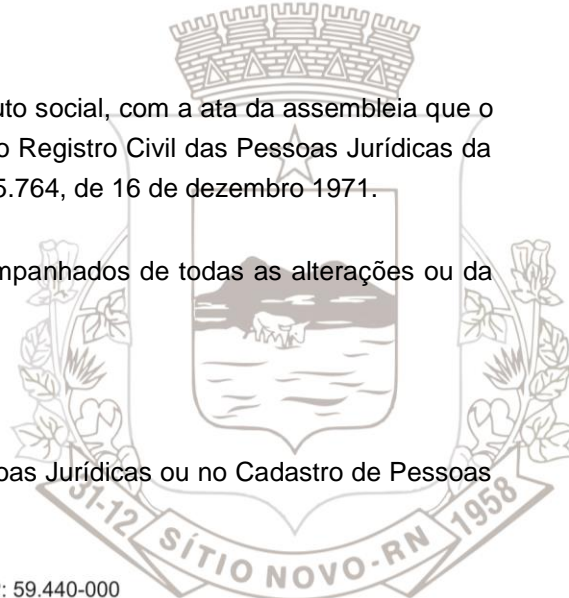 uto social, com a ata da assembleia que o
o Registro Civil das Pessoas Jurídicas da
5.764, de 16 de dezembro 1971.
mpanhados de todas as alterações ou da
oas Jurídicas ou no Cadastro de Pessoas
31-12 SÍTIO NOVO-RN 1958
: 59.440-000